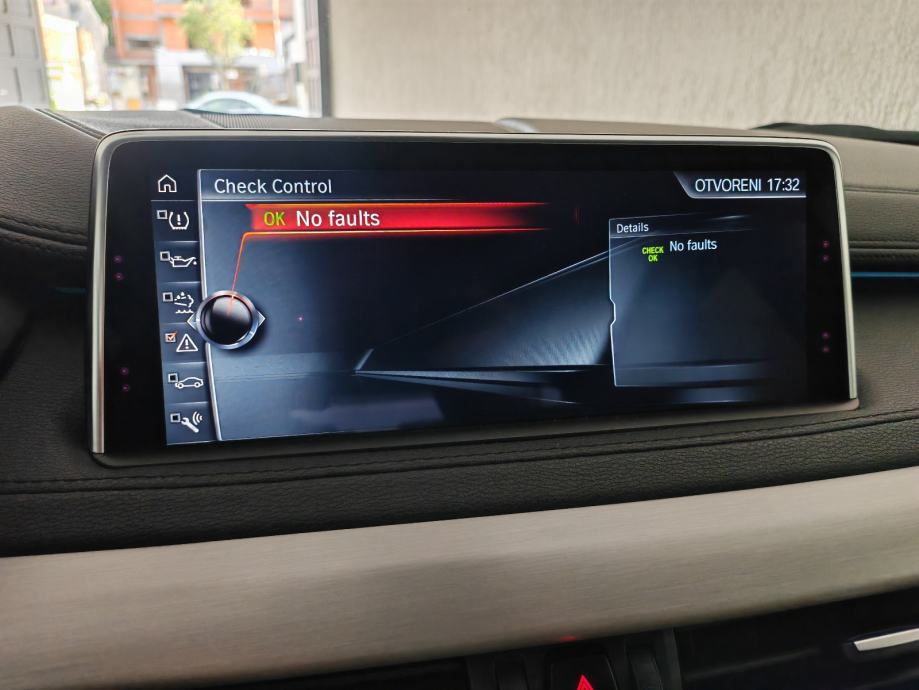 Check Control
OTVORENI 17:32
OK No faults
Details
CHECK
OK
No faults